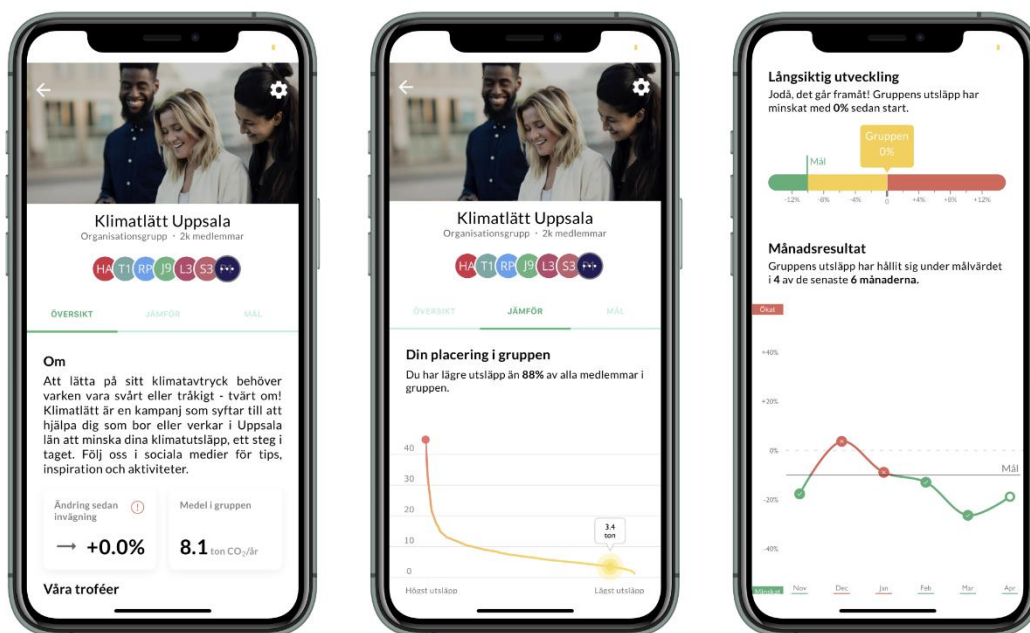 Klimatlätt Uppsala
Organisationsgrupp · 2k medlemmar
HA T1 RP J9 L3 S3
ÖVERSIKT JÄMFÖR MÅL
Om
Att lätta på sitt klimatavtryck behöver
varken vara svårt eller tråkigt - tvärt om!
Klimatlätt är en kampanj som syftar till att
hjälpa dig som bor eller verkar i Uppsala
län att minska dina klimatutsläpp, ett steg i
taget. Följ oss i sociala medier för tips,
inspiration och aktiviteter.
Ändring sedan
invägning
→ +0.0%
Medel i gruppen
8.1 ton CO₂/år
Våra troféer
Klimatlätt Uppsala
Organisationsgrupp · 2k medlemmar
HA T1 RP J9 L3 S3
ÖVERSIKT JÄMFÖR MÅL
Din placering i gruppen
Du har lägre utsläpp än 88% av alla medlemmar i
gruppen.
40
30
20
10
0
3.4
ton
Högst utsläpp Lägst utsläpp
Långsiktig utveckling
Jodå, det går framåt! Gruppens utsläpp har
minskat med 0% sedan start.
Gruppen
0%
Mål
-12% -8% -4% 0 +4% +8% +12%
Månadsresultat
Gruppens utsläpp har hållit sig under målvärdet
i 4 av de senaste 6 månaderna.
Ökat
+40%
+20%
0%
Mål
-20%
-40%
Minskat Nov Dec Jan Feb Mar Apr